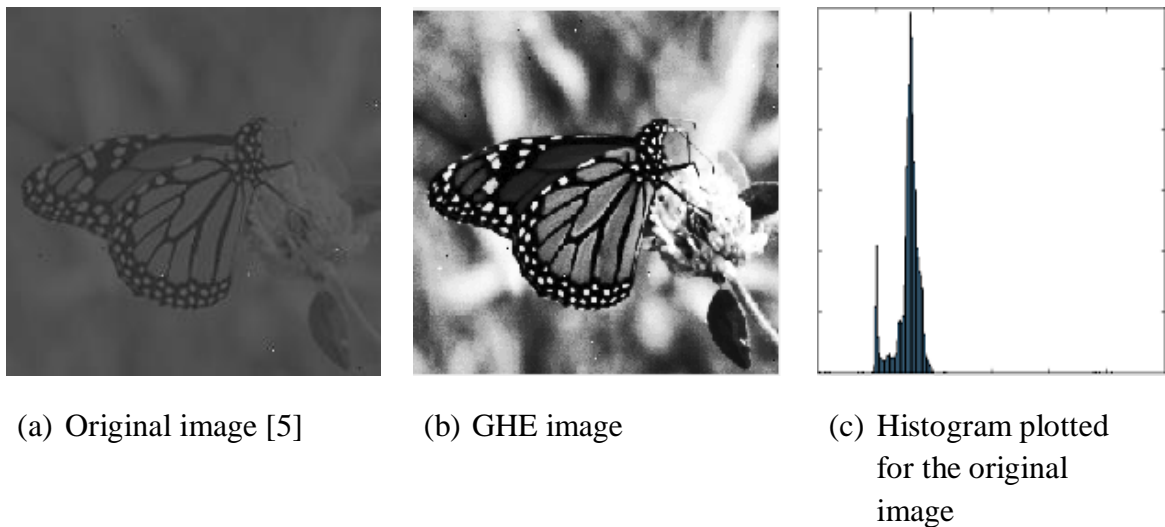 (a) Original image [5]
(b) GHE image
(c) Histogram plotted
for the original
image